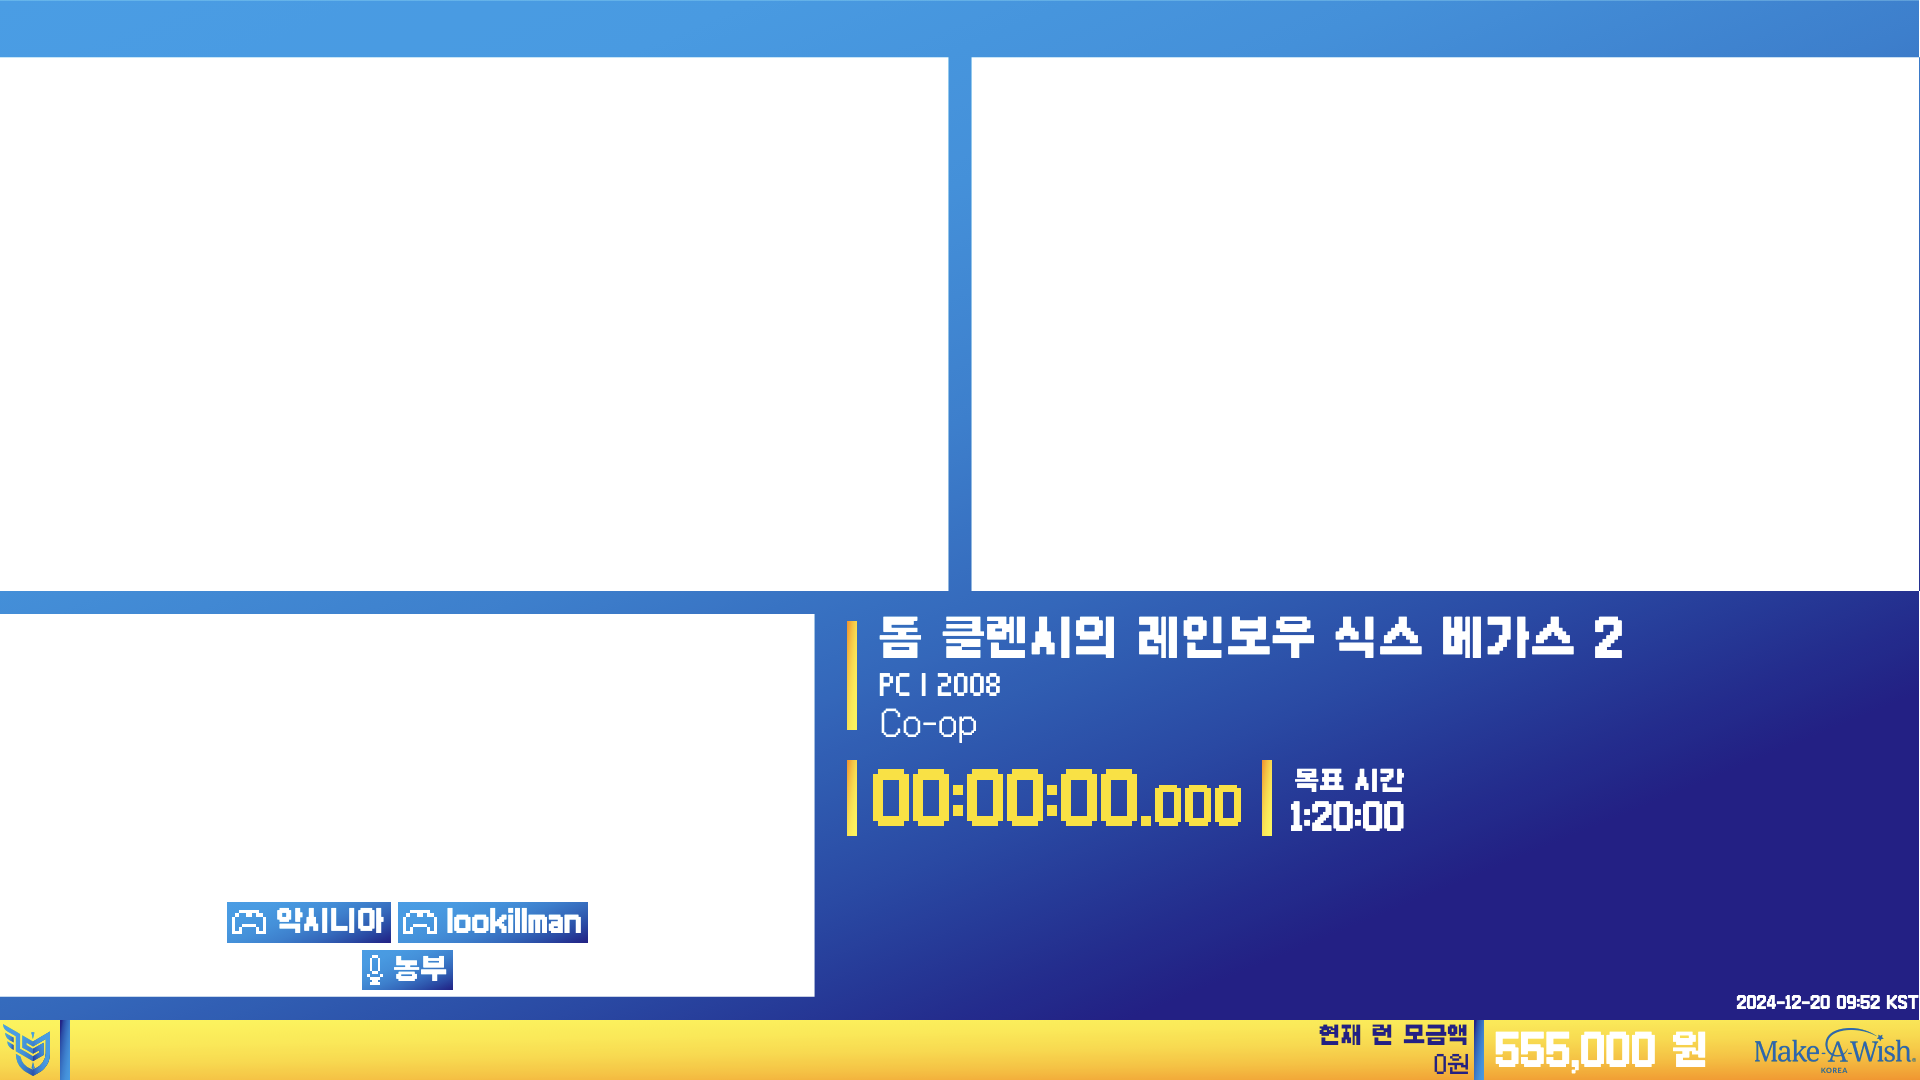 톰 클렌시의 레인보우 식스 베가스 2
PC | 2008
Co-op
00:00:00.000
목표 시간
1:20:00
악시니아 lookillman
농부
2024-12-20 09:52 KST
현재 런 모금액
0원
555,000 원
Make-A-Wish.
KOREA